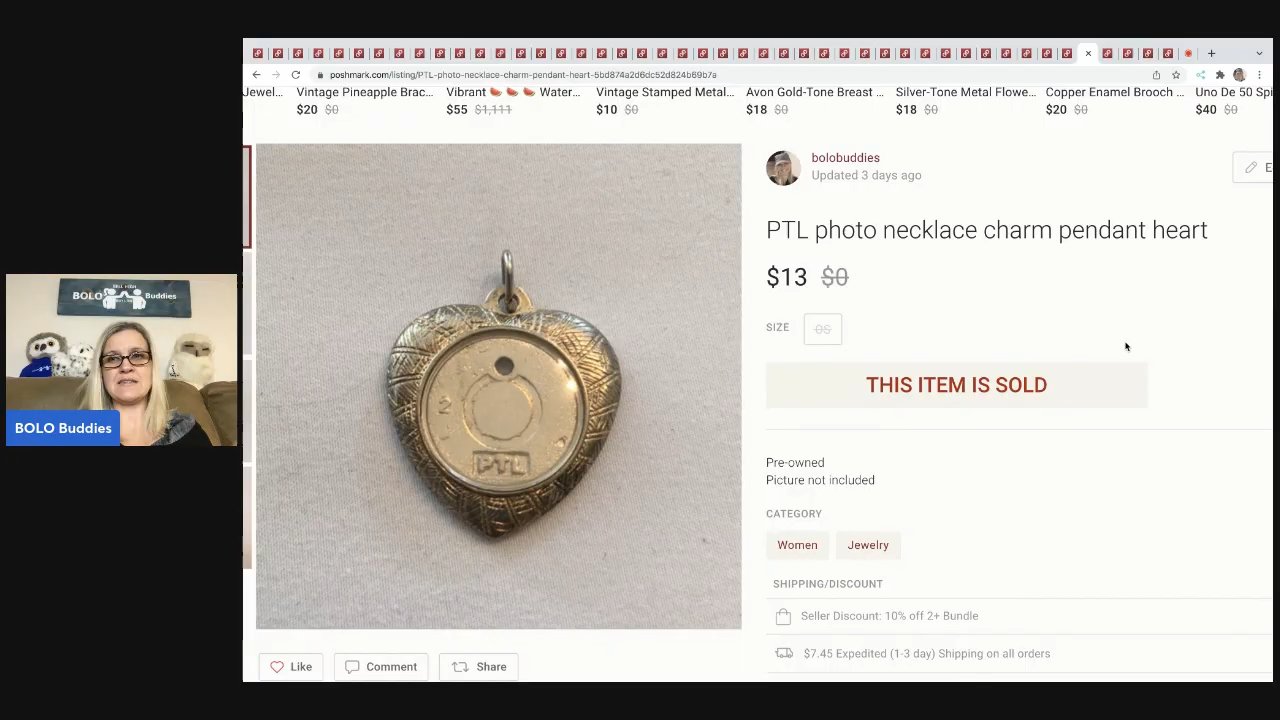 poshmark.com/listing/PTL-photo-necklace-charm-pendant-heart-5bd874a2d6dc52d824b69b7a
Jewel... Vintage Pineapple Brac... Vibrant 🍉 🍉 🍉 Water... Vintage Stamped Metal... Avon Gold-Tone Breast ... Silver-Tone Metal Flowe... Copper Enamel Brooch ... Uno De 50 Spi
$20 $0 $55 $1,111 $10 $0 $18 $0 $18 $0 $20 $0 $40 $0
bolobuddies
Updated 3 days ago
E
PTL photo necklace charm pendant heart
$13 $0
SIZE OS
THIS ITEM IS SOLD
Pre-owned
Picture not included
CATEGORY
Women Jewelry
SHIPPING/DISCOUNT
Seller Discount: 10% off 2+ Bundle
$7.45 Expedited (1-3 day) Shipping on all orders
Like Comment Share
2
PTL
BOLO Buddies
BOLO Buddies